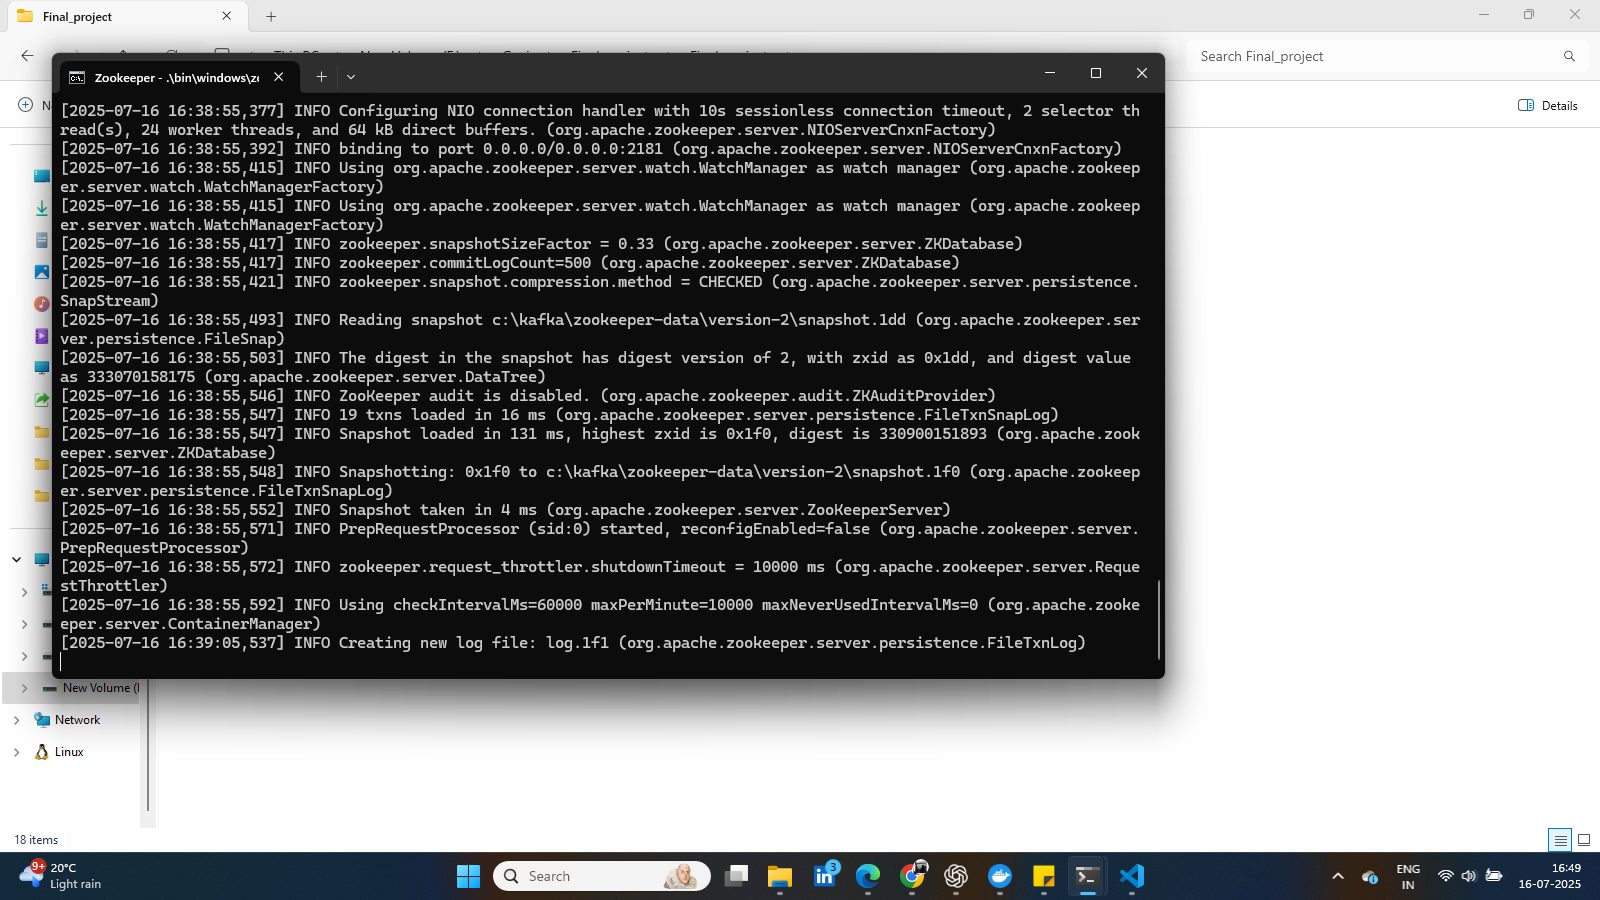 Final_project
Search Final_project
Zookeeper - .\bin\windows\zo
Details
[2025-07-16 16:38:55,377] INFO Configuring NIO connection handler with 10s sessionless connection timeout, 2 selector th
read(s), 24 worker threads, and 64 kB direct buffers. (org.apache.zookeeper.server.NIOServerCnxnFactory)
[2025-07-16 16:38:55,392] INFO binding to port 0.0.0.0/0.0.0.0:2181 (org.apache.zookeeper.server.NIOServerCnxnFactory)
[2025-07-16 16:38:55,415] INFO Using org.apache.zookeeper.server.watch.WatchManager as watch manager (org.apache.zookeep
er.server.watch.WatchManagerFactory)
[2025-07-16 16:38:55,415] INFO Using org.apache.zookeeper.server.watch.WatchManager as watch manager (org.apache.zookeep
er.server.watch.WatchManagerFactory)
[2025-07-16 16:38:55,417] INFO zookeeper.snapshotSizeFactor = 0.33 (org.apache.zookeeper.server.ZKDatabase)
[2025-07-16 16:38:55,417] INFO zookeeper.commitLogCount=500 (org.apache.zookeeper.server.ZKDatabase)
[2025-07-16 16:38:55,421] INFO zookeeper.snapshot.compression.method = CHECKED (org.apache.zookeeper.server.persistence.
SnapStream)
[2025-07-16 16:38:55,493] INFO Reading snapshot c:\kafka\zookeeper-data\version-2\snapshot.1dd (org.apache.zookeeper.ser
ver.persistence.FileSnap)
[2025-07-16 16:38:55,503] INFO The digest in the snapshot has digest version of 2, with zxid as 0x1dd, and digest value
as 333070158175 (org.apache.zookeeper.server.DataTree)
[2025-07-16 16:38:55,546] INFO ZooKeeper audit is disabled. (org.apache.zookeeper.audit.ZKAuditProvider)
[2025-07-16 16:38:55,547] INFO 19 txns loaded in 16 ms (org.apache.zookeeper.server.persistence.FileTxnSnapLog)
[2025-07-16 16:38:55,547] INFO Snapshot loaded in 131 ms, highest zxid is 0x1f0, digest is 330900151893 (org.apache.zook
eeper.server.ZKDatabase)
[2025-07-16 16:38:55,548] INFO Snapshotting: 0x1f0 to c:\kafka\zookeeper-data\version-2\snapshot.1f0 (org.apache.zookeep
er.server.persistence.FileTxnSnapLog)
[2025-07-16 16:38:55,552] INFO Snapshot taken in 4 ms (org.apache.zookeeper.server.ZooKeeperServer)
[2025-07-16 16:38:55,571] INFO PrepRequestProcessor (sid:0) started, reconfigEnabled=false (org.apache.zookeeper.server.
PrepRequestProcessor)
[2025-07-16 16:38:55,572] INFO zookeeper.request_throttler.shutdownTimeout = 10000 ms (org.apache.zookeeper.server.Reque
stThrottler)
[2025-07-16 16:38:55,592] INFO Using checkIntervalMs=60000 maxPerMinute=10000 maxNeverUsedIntervalMs=0 (org.apache.zooke
eper.server.ContainerManager)
[2025-07-16 16:39:05,537] INFO Creating new log file: log.1f1 (org.apache.zookeeper.server.persistence.FileTxnLog)
New Volume (
Network
Linux
18 items
9+
20°C
Light rain
Search
3
ENG
IN
16:49
16-07-2025